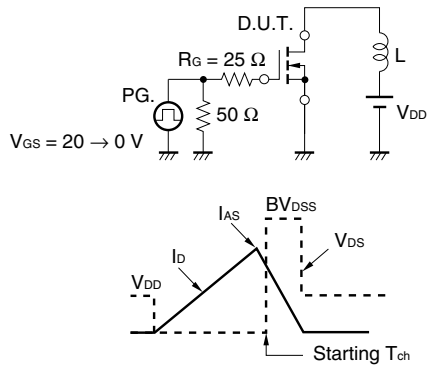 D.U.T.
RG = 25 Ω
L
PG.
50 Ω
VDD
VGS = 20 → 0 V
BVDSS
IAS
VDS
ID
VDD
Starting Tch